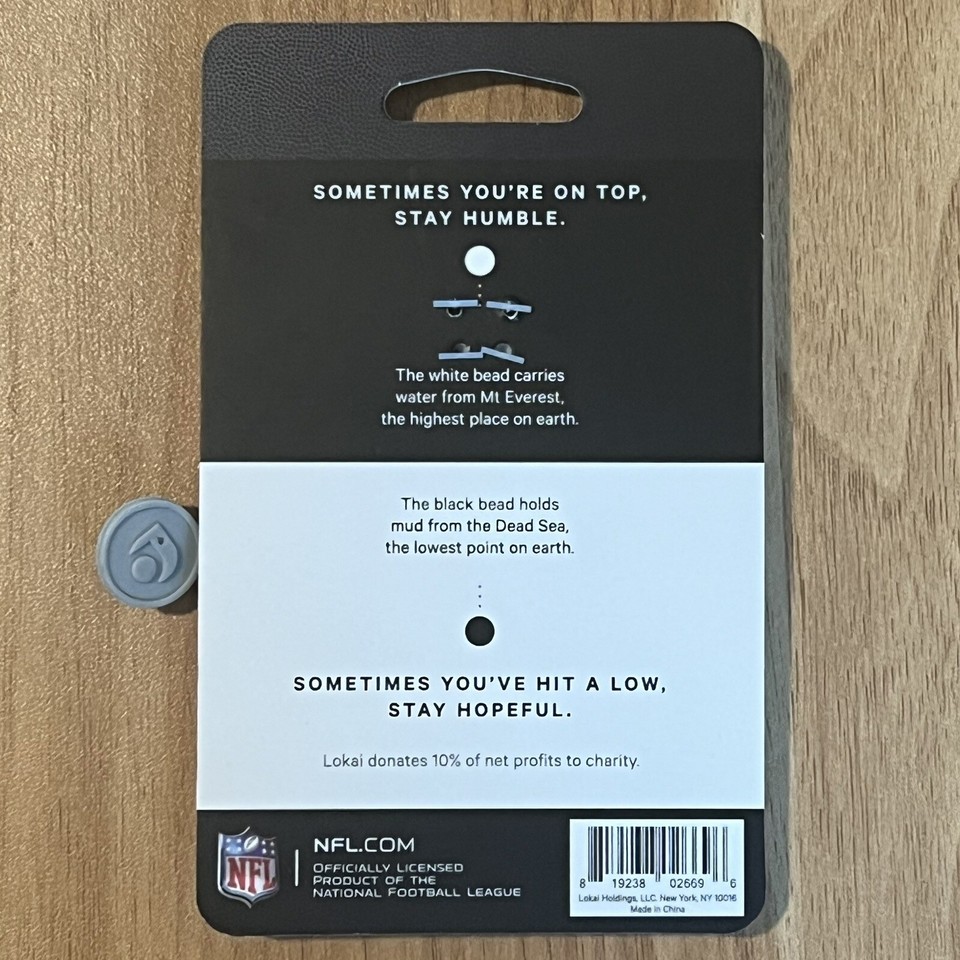 SOMETIMES YOU'RE ON TOP,
STAY HUMBLE.
The white bead carries
water from Mt Everest,
the highest place on earth.
The black bead holds
mud from the Dead Sea,
the lowest point on earth.
SOMETIMES YOU'VE HIT A LOW,
STAY HOPEFUL.
Lokai donates 10% of net profits to charity.
NFL
NFL.COM
OFFICIALLY LICENSED
PRODUCT OF THE
NATIONAL FOOTBALL LEAGUE
8 19238 02669 6
Lokai Holdings, LLC. New York, NY 10016
Made in China